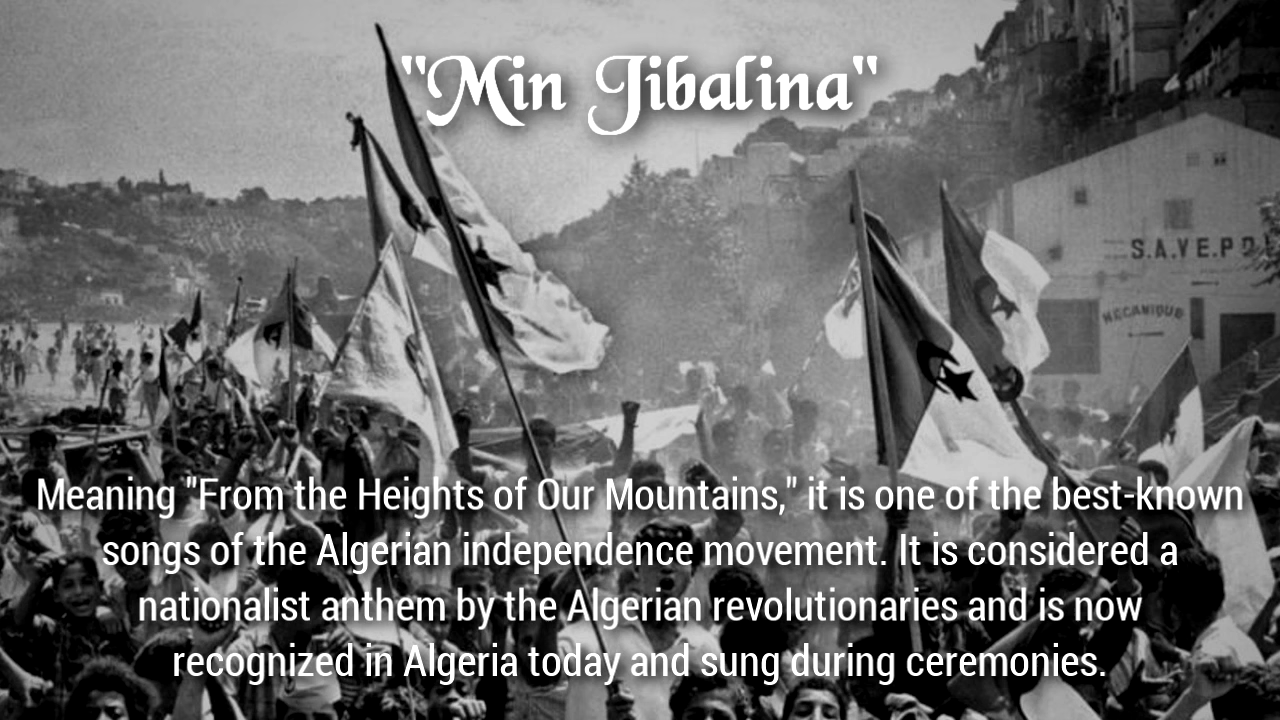 "Min Jibalina"
S.A.V.E.P.
MECANIQUE
Meaning "From the Heights of Our Mountains," it is one of the best-known
songs of the Algerian independence movement. It is considered a
nationalist anthem by the Algerian revolutionaries and is now
recognized in Algeria today and sung during ceremonies.